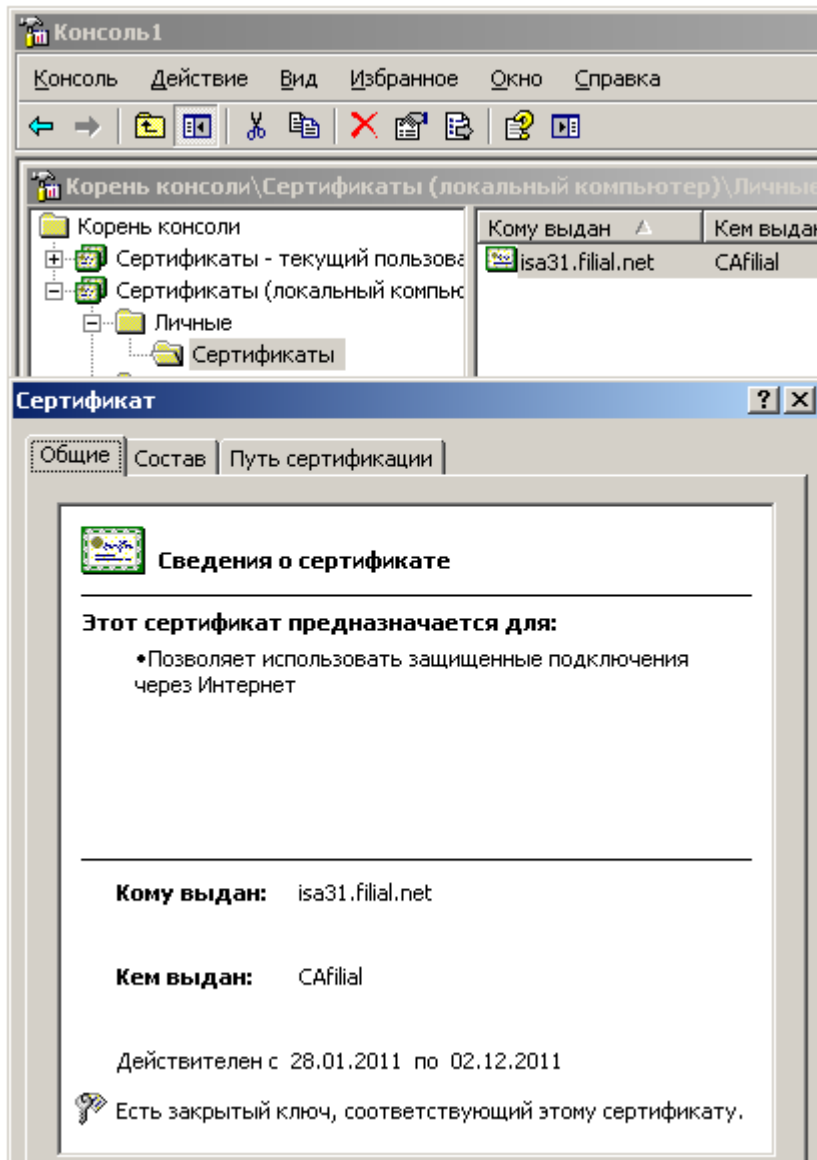 Консоль1
Консоль Действие Вид Избранное Окно Справка
Корень консоли\Сертификаты (локальный компьютер)\Личные
Корень консоли
Кому выдан Кем выдан
Сертификаты - текущий пользова
isa31.filial.net CAfilial
Сертификаты (локальный компьк
Личные
Сертификаты
Сертификат
Общие Состав Путь сертификации
Сведения о сертификате
Этот сертификат предназначается для:
•Позволяет использовать защищенные подключения
через Интернет
Кому выдан: isa31.filial.net
Кем выдан: CAfilial
Действителен с 28.01.2011 по 02.12.2011
Есть закрытый ключ, соответствующий этому сертификату.